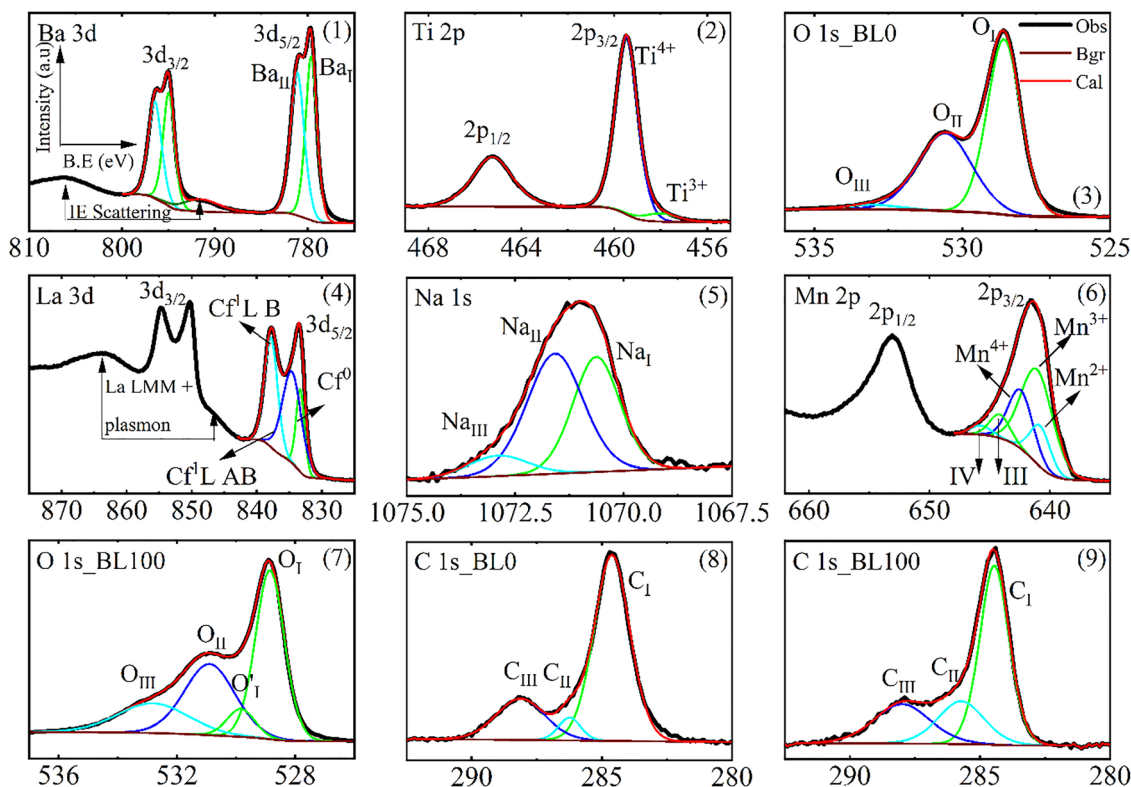 Ba 3d
(1)
3d3/2
3d5/2
BaII
BaI
Intensity (a.u)
B.E (eV)
IE Scattering
810 800 790 780
Ti 2p
(2)
2p3/2
Ti4+
2p1/2
Ti3+
468 464 459 455
O 1s_BL0
OI
Obs
Bgr
Cal
OII
OIII
(3)
535 530 525
La 3d
(4)
3d3/2
Cf1L B
3d5/2
La LMM +
plasmon
Cf0
Cf1L AB
870 860 850 840 830
Na 1s
(5)
NaII
NaI
NaIII
1075.0 1072.5 1070.0 1067.5
Mn 2p
(6)
2p1/2
2p3/2
Mn3+
Mn4+
Mn2+
IV
III
660 650 640
O 1s_BL100
(7)
OI
OII
OIII
O'I
536 532 528
C 1s_BL0
(8)
CI
CIII
CII
290 285 280
C 1s_BL100
(9)
CI
CIII
CII
290 285 280